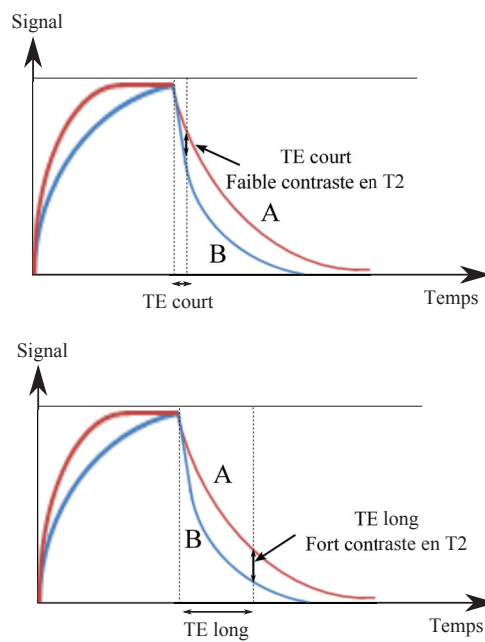 Signal
TE court
Faible contraste en T2
A
B
TE court
Temps
Signal
A
B
TE long
Fort contraste en T2
TE long
Temps